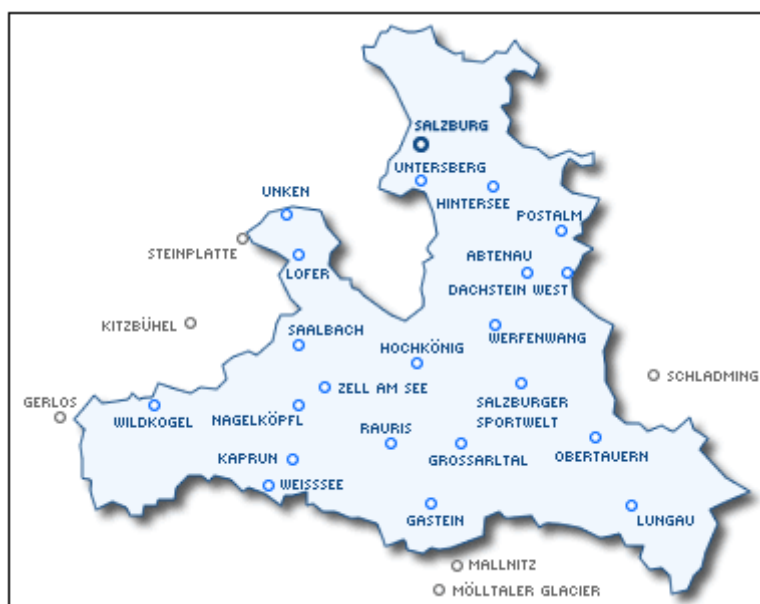 SALZBURG
UNTERSBERG
UNKEN
HINTERSEE
POSTALM
STEINPLATTE
ABTENAU
LOFER
DACHSTEIN WEST
KITZBÜHEL
SAALBACH
WERFENWANG
HOCHKÖNIG
SCHLADMING
ZELL AM SEE
GERLOS
SALZBURGER
SPORTWELT
WILDKOGEL
NAGELKÖPFL
RAURIS
GROSSARLTAL
OBERTAUERN
KAPRUN
WEISSSEE
GASTEIN
LUNGAU
MALLNITZ
MÖLLTALER GLACIER